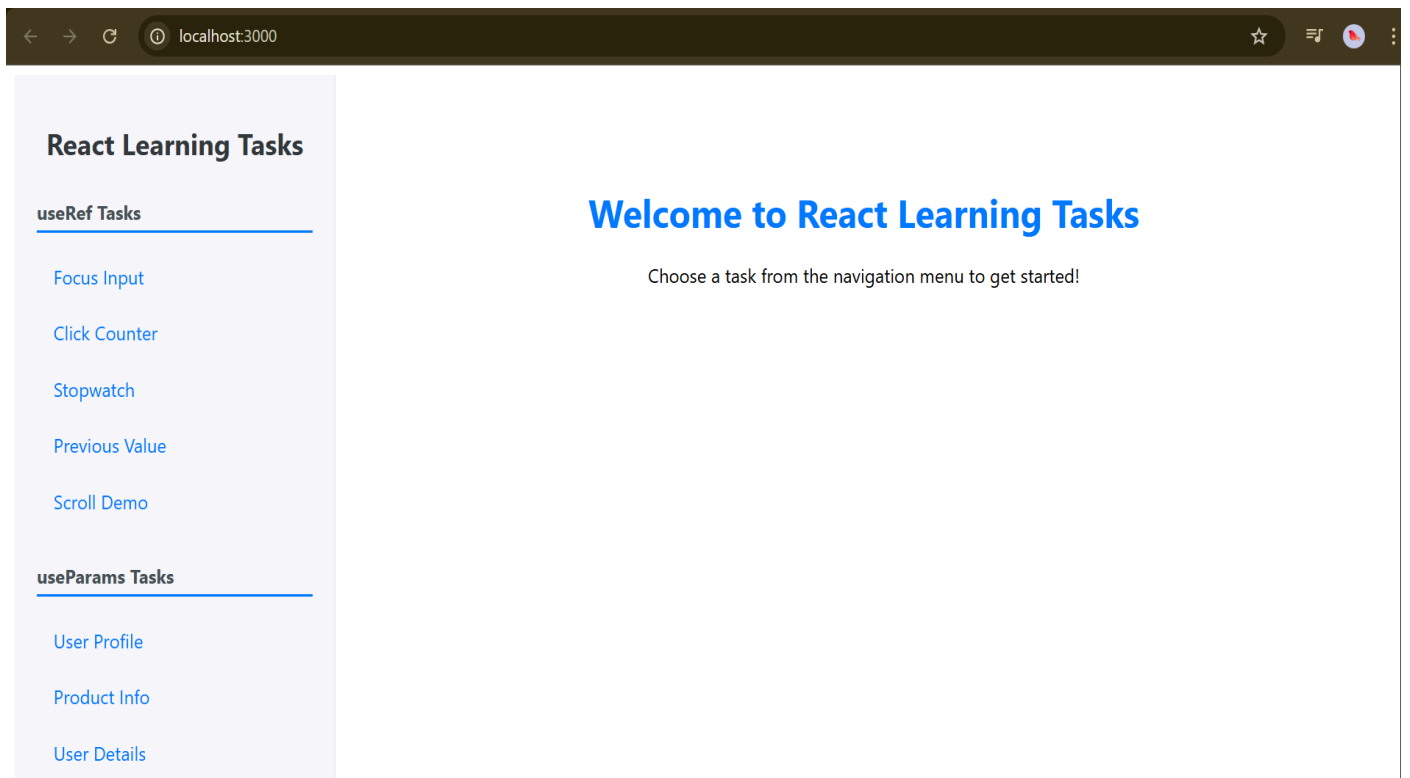 localhost:3000
React Learning Tasks
useRef Tasks
Focus Input
Click Counter
Stopwatch
Previous Value
Scroll Demo
useParams Tasks
User Profile
Product Info
User Details
Welcome to React Learning Tasks
Choose a task from the navigation menu to get started!